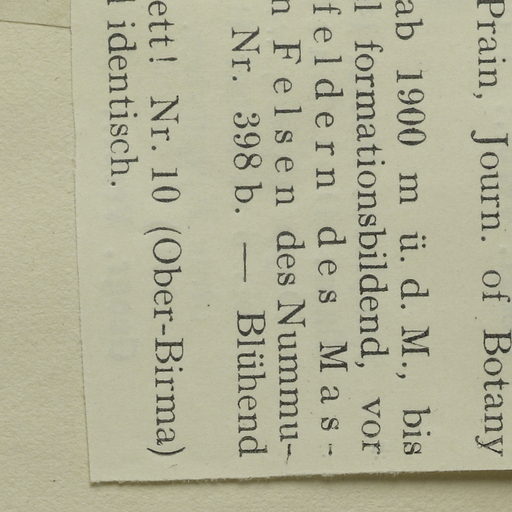 Prain, Journ. of Botany
ab 1900 m ü. d. M., bis
formationsbildend, vor
feldern des Mas-
n Felsen des Nummu-
Nr. 398 b. — Blühend
ett! Nr. 10 (Ober-Birma)
identisch.